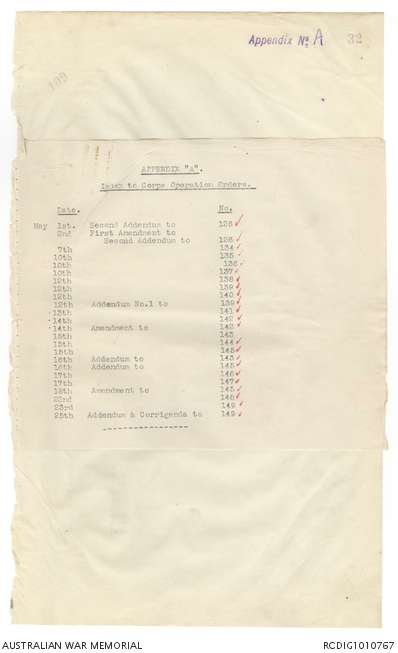 Appendix No A 32
APPENDIX "A".
Index to Corps Operation Orders.
Date. No.
May 1st. Second Addendum to 126
2nd First Amendment to
Second Addendum to 126
7th 134
10th 135
10th 136
10th 137
12th 138
12th 139
12th 140
12th Addendum No.1 to 139
13th 141
14th 142
14th Amendment to 142
15th 143
15th 144
15th 145
16th Addendum to 143
16th Addendum to 145
17th 146
17th 147
18th Amendment to 145
22nd 148
23rd 149
25th Addendum & Corrigenda to 149
AUSTRALIAN WAR MEMORIAL RCDIG1010767